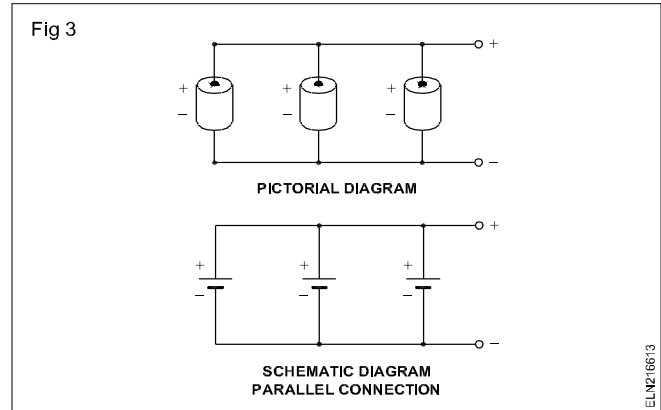 Fig 3
+
+ + +
– – –
–
PICTORIAL DIAGRAM
+
+ + +
– – –
–
SCHEMATIC DIAGRAM
PARALLEL CONNECTION
ELN216613